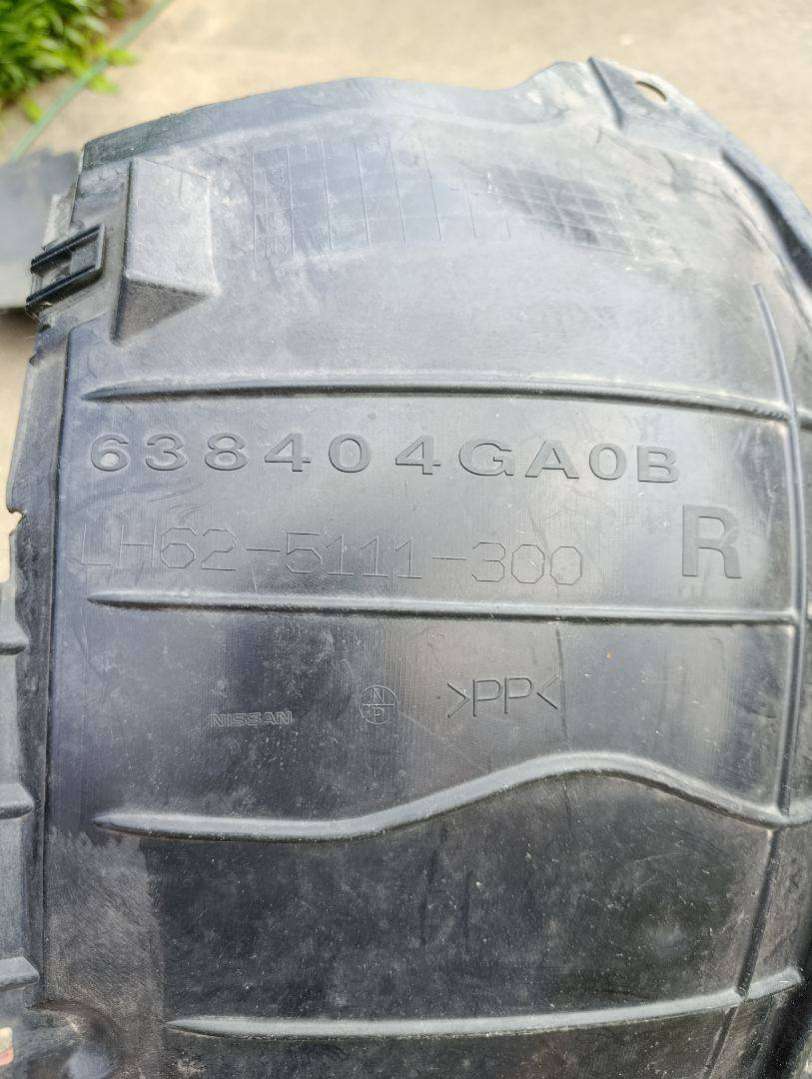 638404GA0B
LH62-5111-300 R
NISSAN N P >PP<